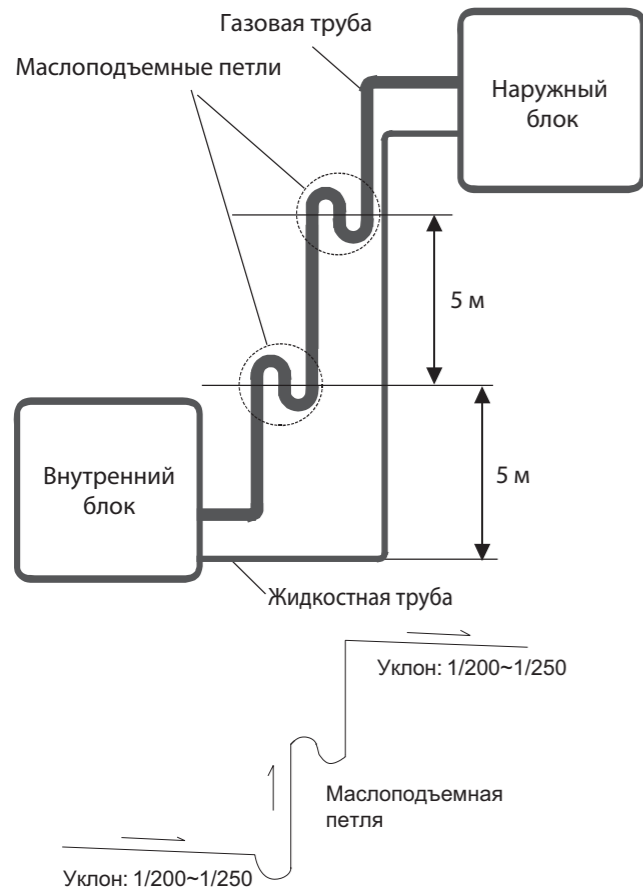 Газовая труба
Маслоподъемные петли
Наружный
блок
5 м
Внутренний
блок
5 м
Жидкостная труба
Уклон: 1/200~1/250
Маслоподъемная
петля
Уклон: 1/200~1/250